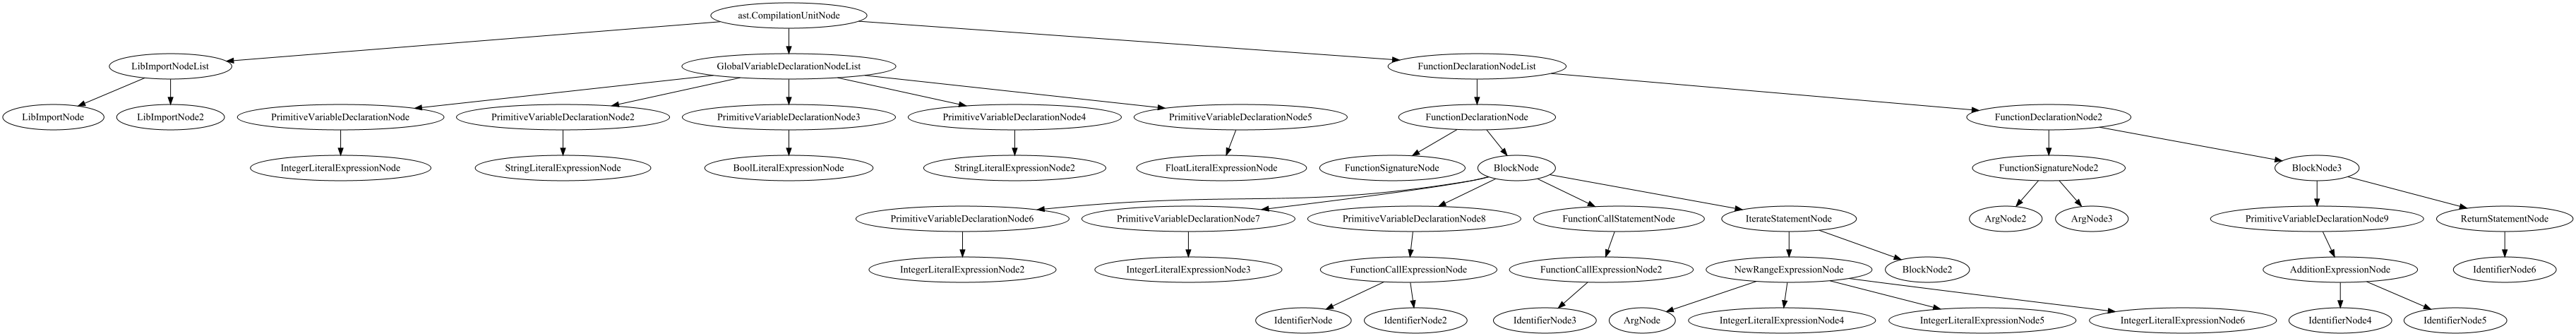 ast.CompilationUnitNode
LibImportNodeList
GlobalVariableDeclarationNodeList
FunctionDeclarationNodeList
LibImportNode
LibImportNode2
PrimitiveVariableDeclarationNode
PrimitiveVariableDeclarationNode2
PrimitiveVariableDeclarationNode3
PrimitiveVariableDeclarationNode4
PrimitiveVariableDeclarationNode5
FunctionDeclarationNode
FunctionDeclarationNode2
IntegerLiteralExpressionNode
StringLiteralExpressionNode
BoolLiteralExpressionNode
StringLiteralExpressionNode2
FloatLiteralExpressionNode
FunctionSignatureNode
BlockNode
FunctionSignatureNode2
BlockNode3
PrimitiveVariableDeclarationNode6
PrimitiveVariableDeclarationNode7
PrimitiveVariableDeclarationNode8
FunctionCallStatementNode
IterateStatementNode
ArgNode2
ArgNode3
PrimitiveVariableDeclarationNode9
ReturnStatementNode
IntegerLiteralExpressionNode2
IntegerLiteralExpressionNode3
FunctionCallExpressionNode
FunctionCallExpressionNode2
NewRangeExpressionNode
BlockNode2
AdditionExpressionNode
IdentifierNode6
IdentifierNode
IdentifierNode2
IdentifierNode3
ArgNode
IntegerLiteralExpressionNode4
IntegerLiteralExpressionNode5
IntegerLiteralExpressionNode6
IdentifierNode4
IdentifierNode5